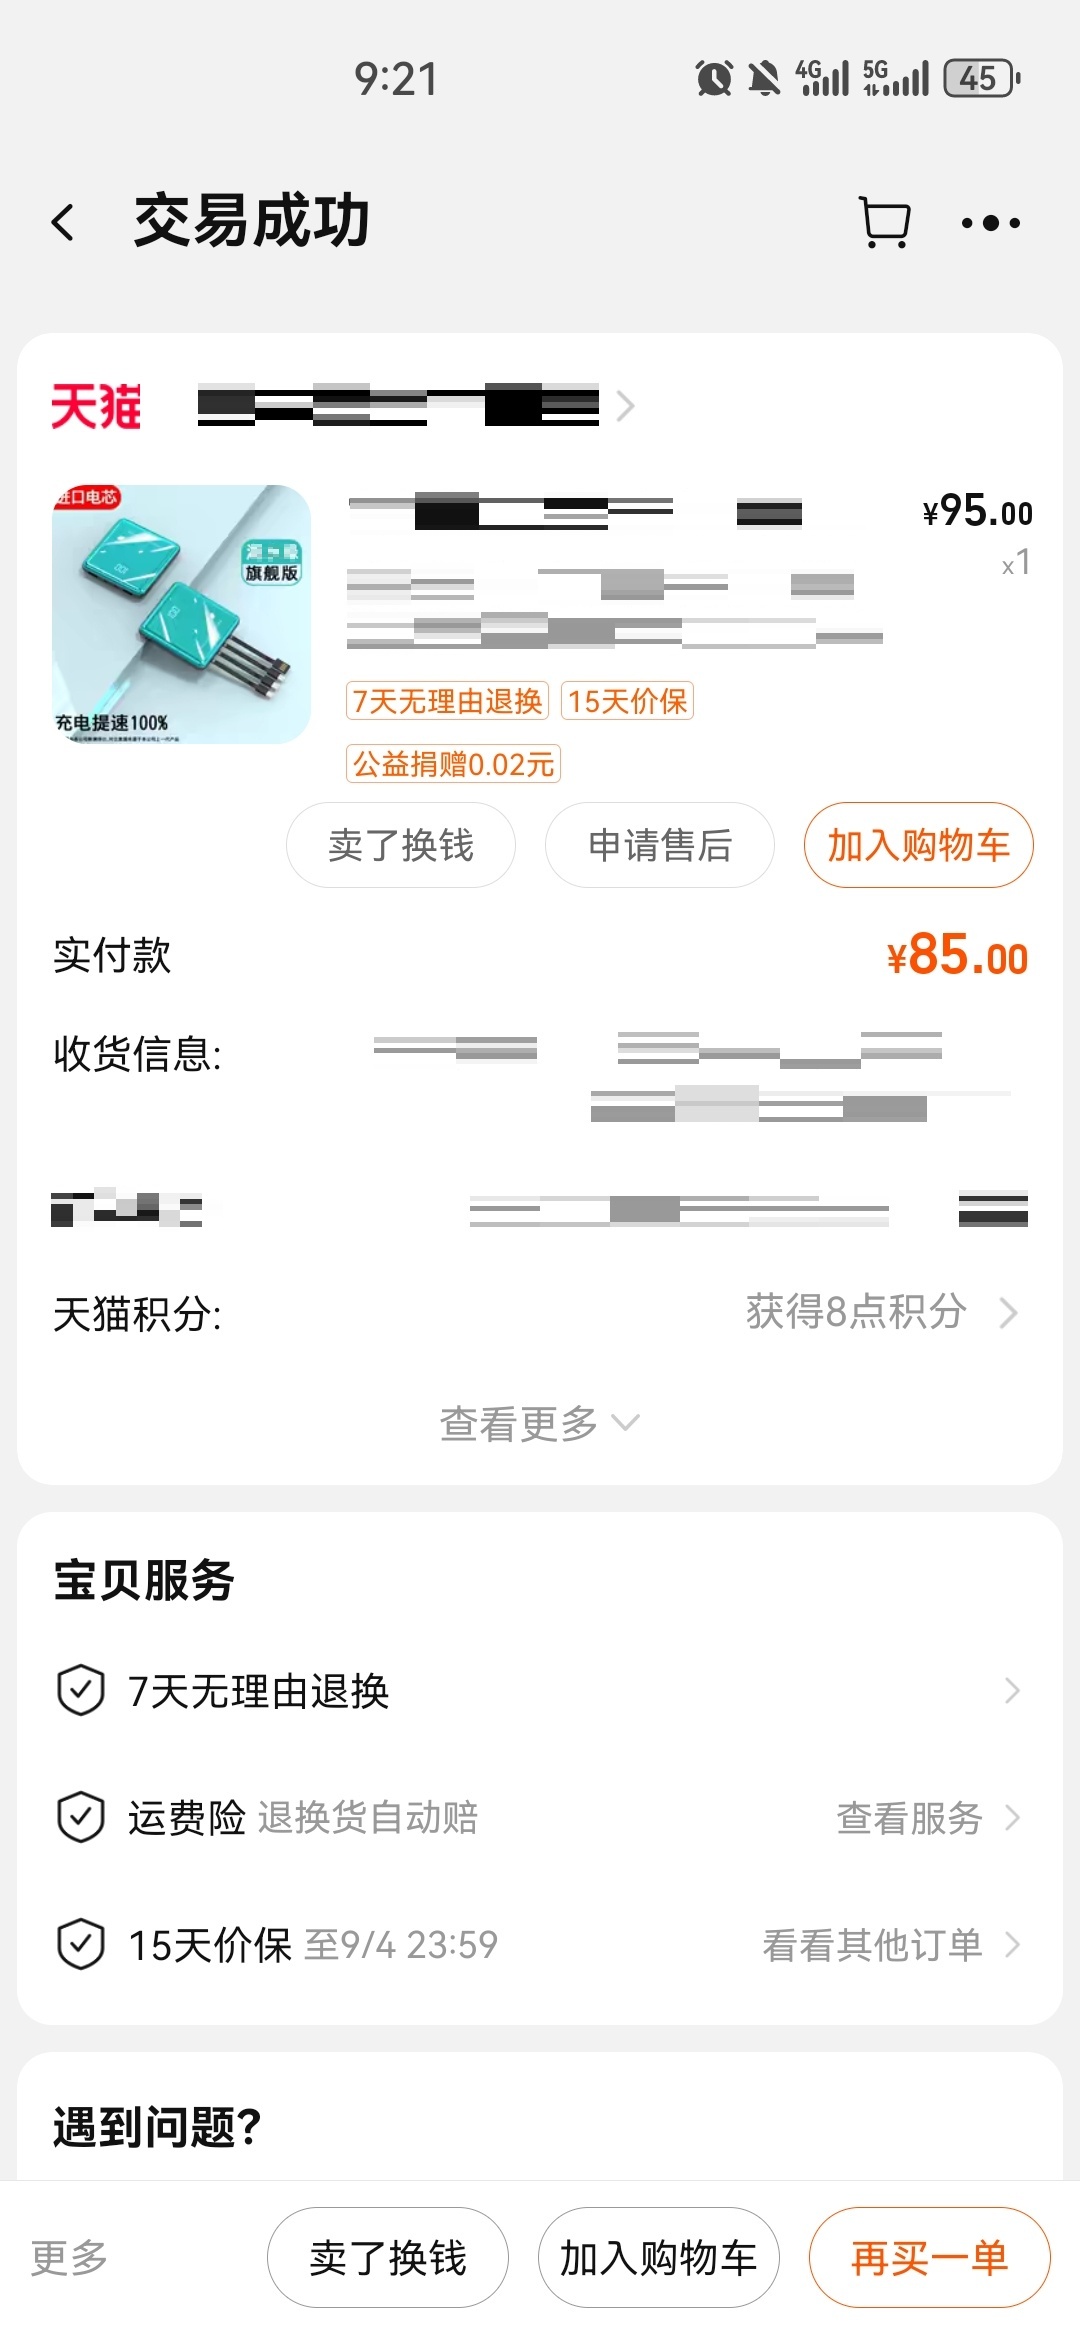 9:21
4G 5G 45
交易成功
天猫
进口电芯
旗舰版
充电提速100%
¥95.00
x1
7天无理由退换 15天价保
公益捐赠0.02元
卖了换钱 申请售后 加入购物车
实付款 ¥85.00
收货信息:
天猫积分: 获得8点积分
查看更多
宝贝服务
7天无理由退换
运费险 退换货自动赔 查看服务
15天价保 至9/4 23:59 看看其他订单
遇到问题?
更多 卖了换钱 加入购物车 再买一单